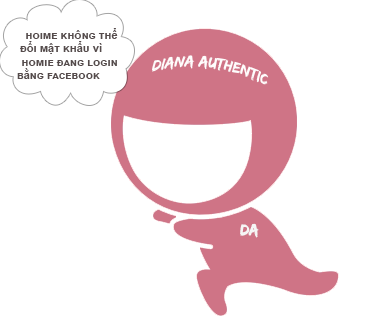 HOIME KHÔNG THỂ
ĐỔI MẬT KHẨU VÌ
HOMIE ĐANG LOGIN
BẰNG FACEBOOK
DIANA AUTHENTIC
DA